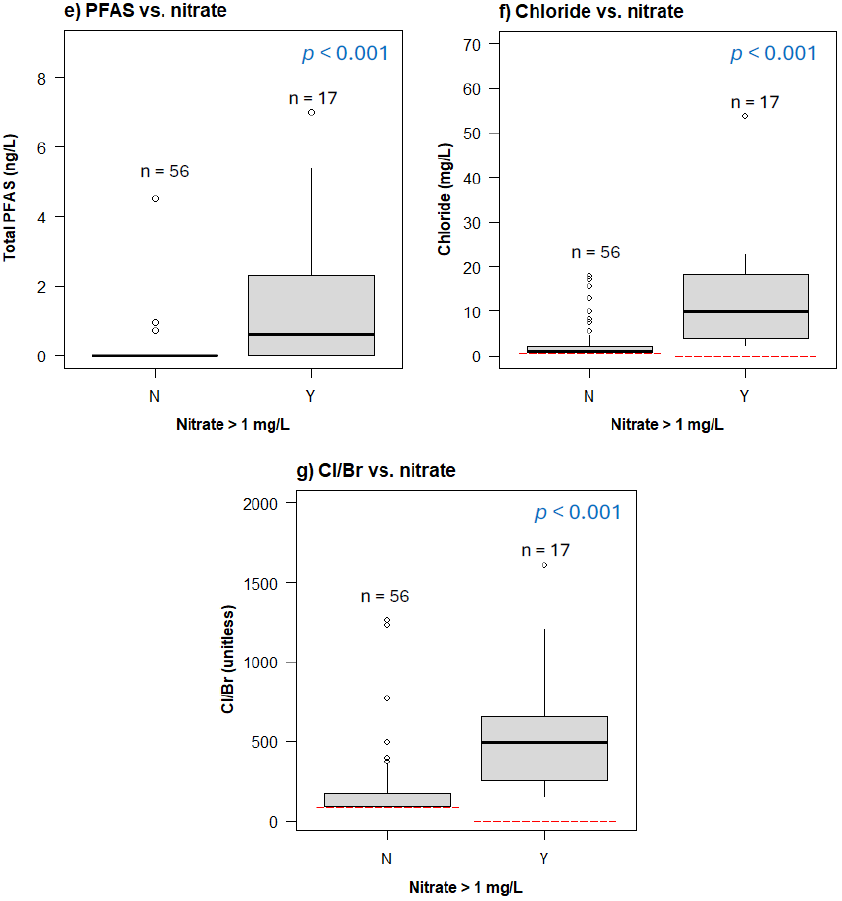 e) PFAS vs. nitrate
p < 0.001
n = 17
n = 56
8
6
4
2
0
Total PFAS (ng/L)
N
Y
Nitrate > 1 mg/L
f) Chloride vs. nitrate
p < 0.001
n = 17
n = 56
70
60
50
40
30
20
10
0
Chloride (mg/L)
N
Y
Nitrate > 1 mg/L
g) Cl/Br vs. nitrate
p < 0.001
n = 17
n = 56
2000
1500
1000
500
0
Cl/Br (unitless)
N
Y
Nitrate > 1 mg/L